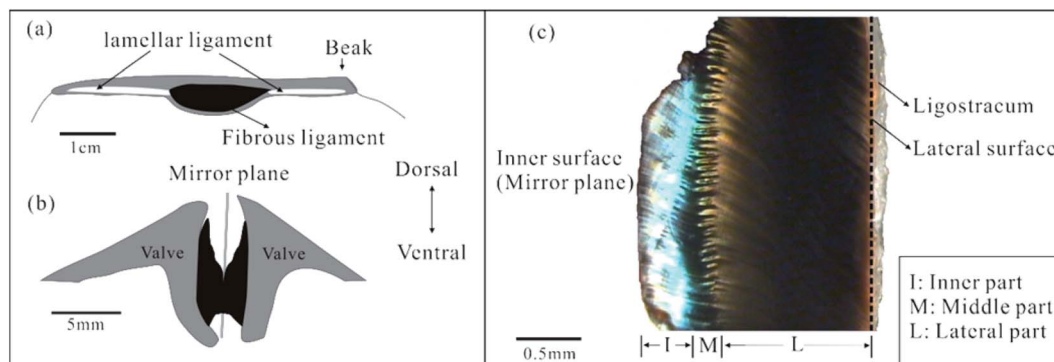 (a)
lamellar ligament
Beak
Fibrous ligament
1cm
Mirror plane
Dorsal
Ventral
(b)
Valve
Valve
5mm
(c)
Ligostracum
Lateral surface
Inner surface
(Mirror plane)
I
M
L
0.5mm
I: Inner part
M: Middle part
L: Lateral part